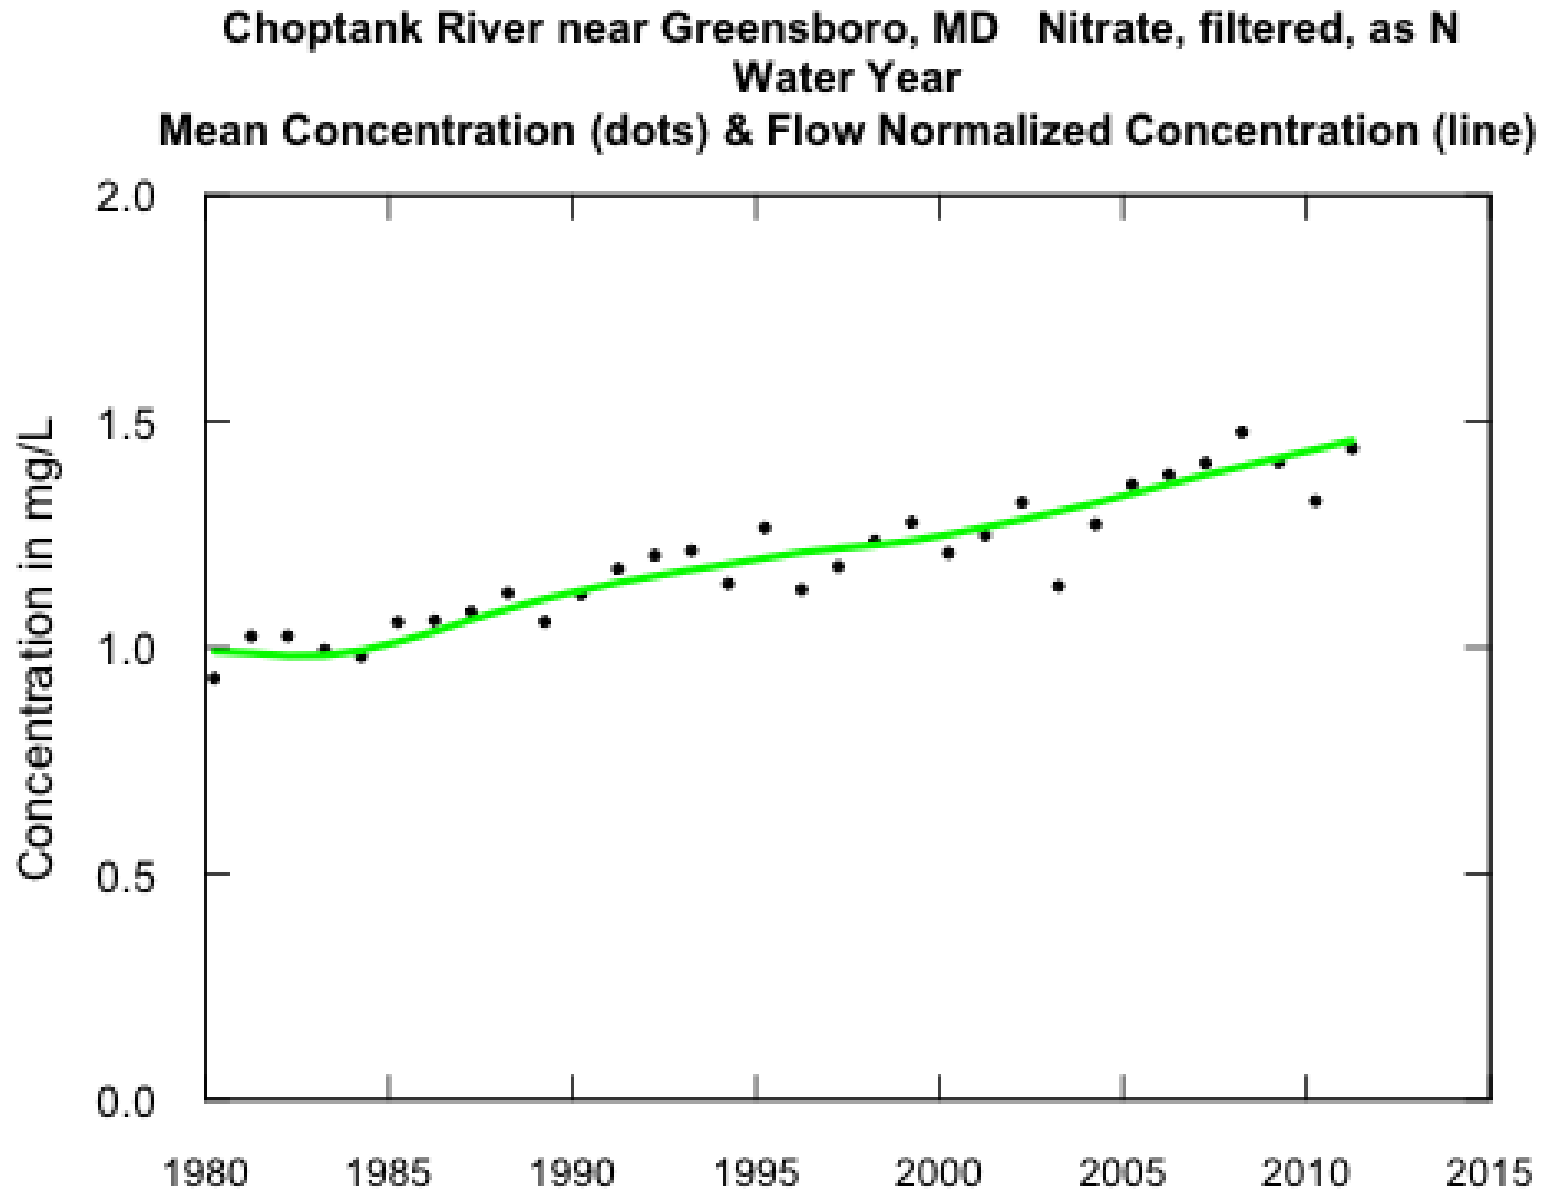 Choptank River near Greensboro, MD Nitrate, filtered, as N
Water Year
Mean Concentration (dots) & Flow Normalized Concentration (line)
Concentration in mg/L
2.0
1.5
1.0
0.5
0.0
1980 1985 1990 1995 2000 2005 2010 2015